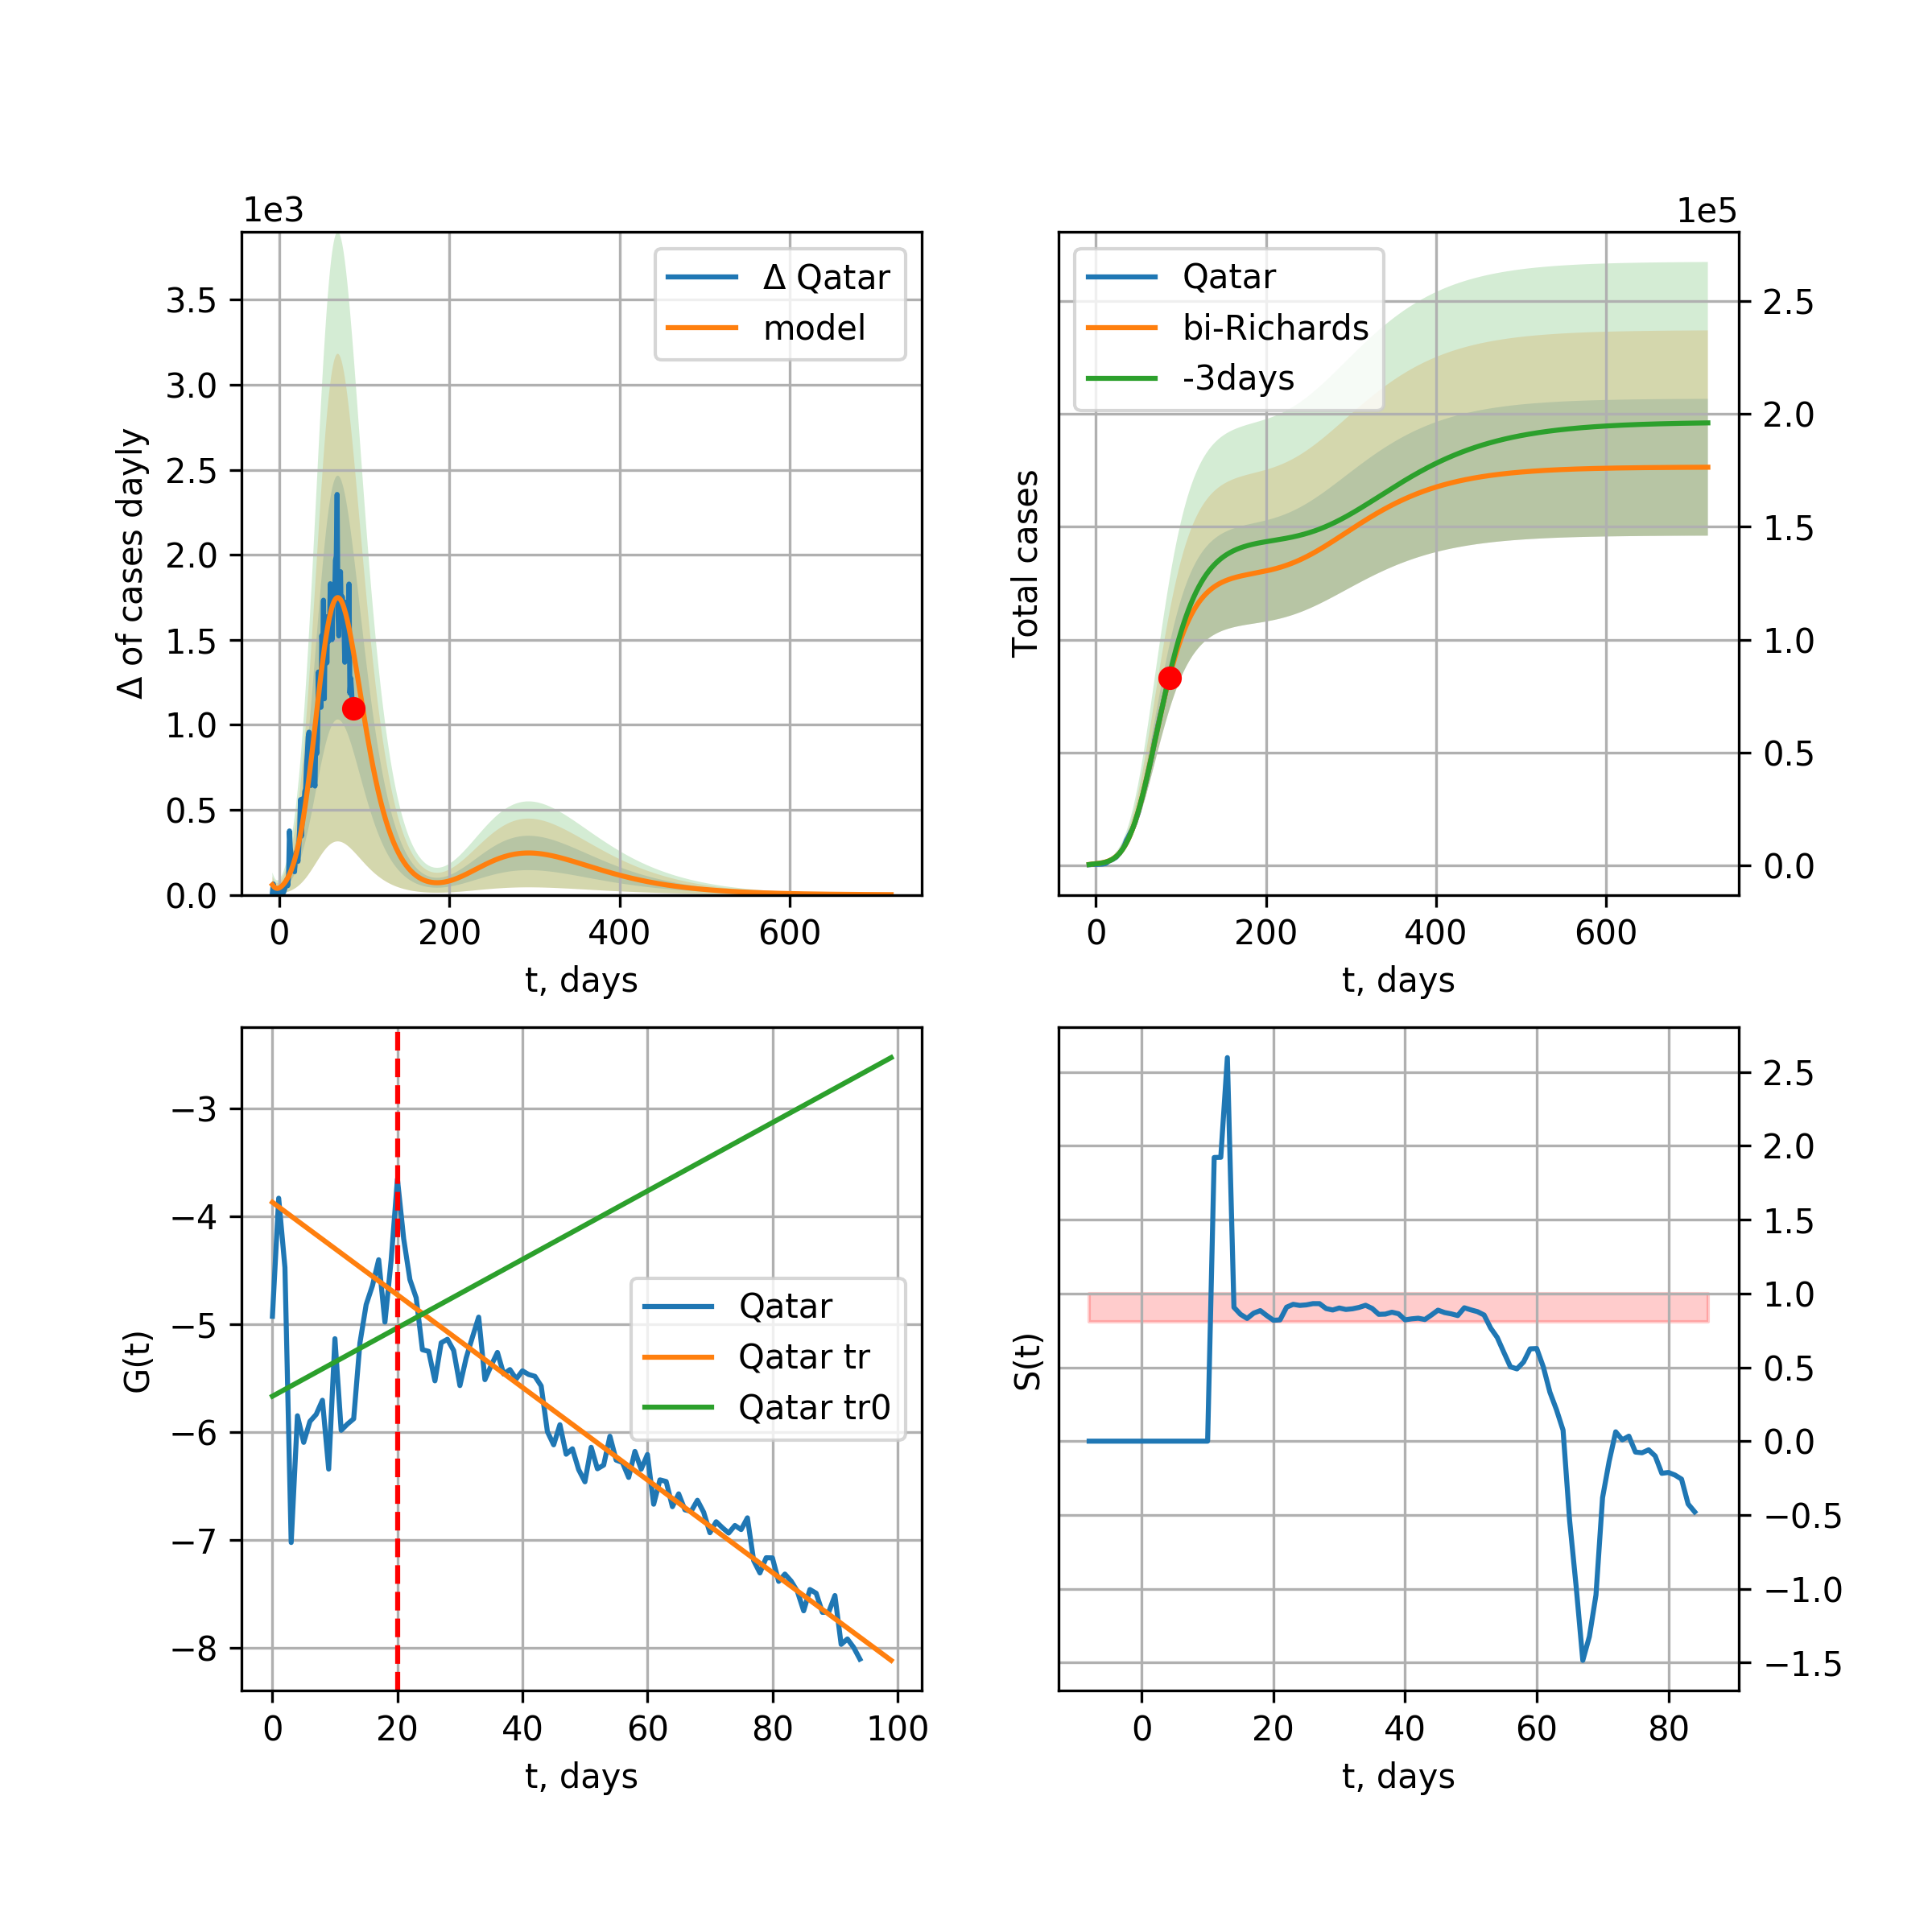 1e3
Δ of cases dayly
3.5
3.0
2.5
2.0
1.5
1.0
0.5
0.0
Δ Qatar
model
0 200 400 600
t, days
1e5
Total cases
Qatar
bi-Richards
-3days
2.5
2.0
1.5
1.0
0.5
0.0
0 200 400 600
t, days
G(t)
−3
−4
−5
−6
−7
−8
Qatar
Qatar tr
Qatar tr0
0 20 40 60 80 100
t, days
S(t)
2.5
2.0
1.5
1.0
0.5
0.0
−0.5
−1.0
−1.5
0 20 40 60 80
t, days